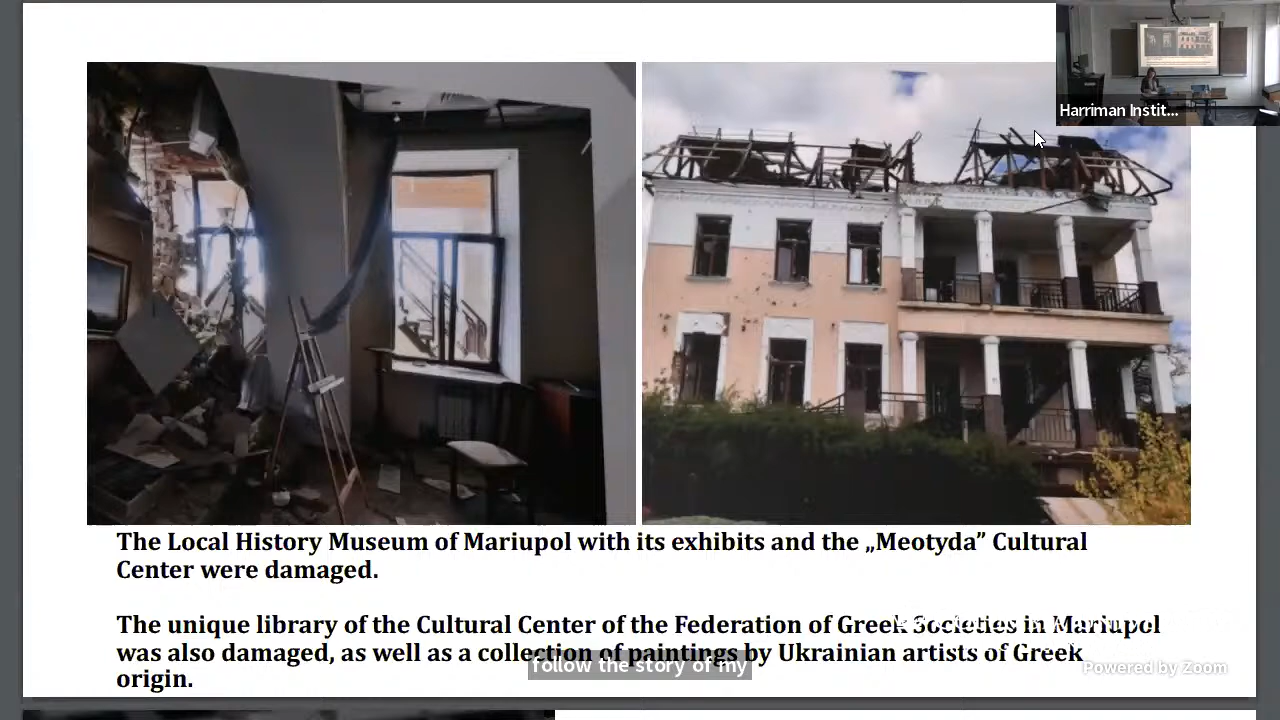 Harriman Instit...
The Local History Museum of Mariupol with its exhibits and the „Meotyda” Cultural
Center were damaged.
The unique library of the Cultural Center of the Federation of Greek Societies in Mariupol
was also damaged, as well as a collection of paintings by Ukrainian artists of Greek
origin.
follow the story of my
Powered by Zoom